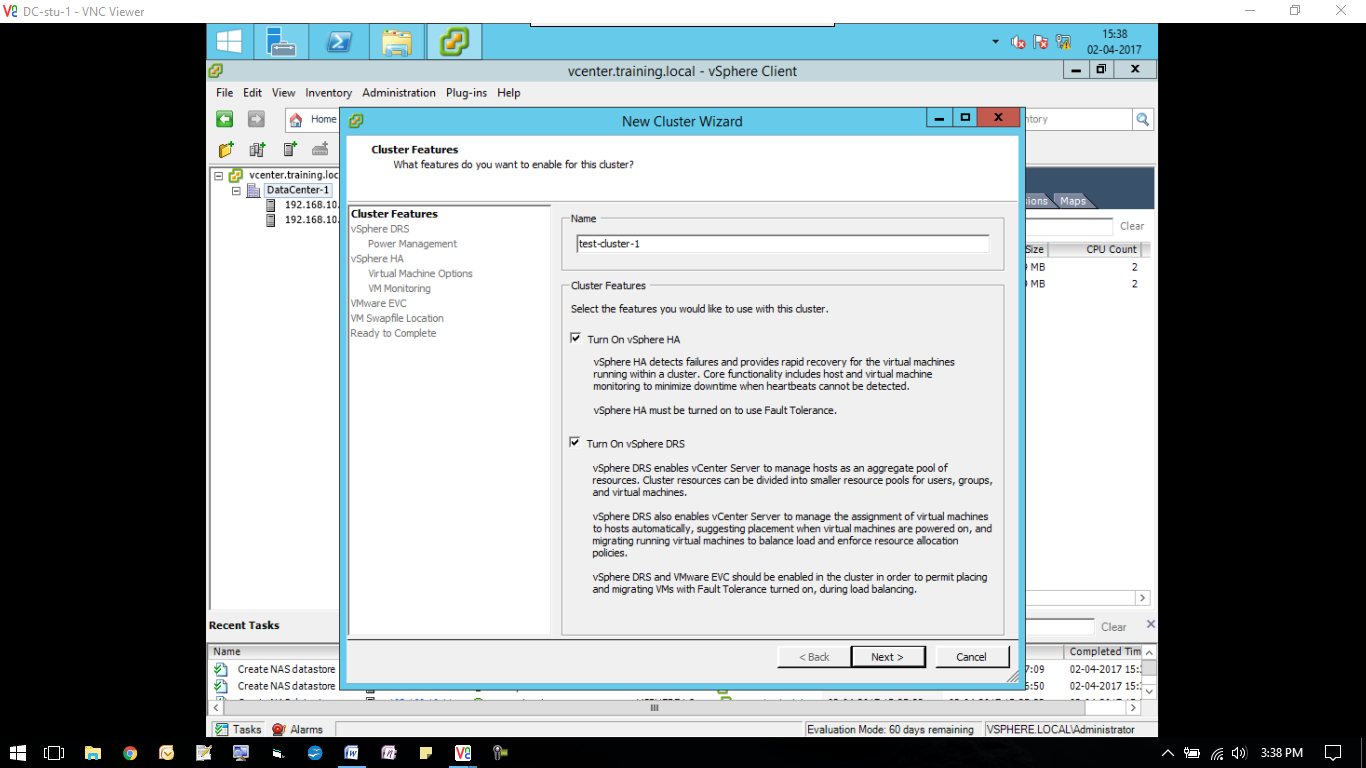 DC-stu-1 - VNC Viewer
15:38
02-04-2017
vcenter.training.local - vSphere Client
File Edit View Inventory Administration Plug-ins Help
Home
ntory
New Cluster Wizard
Cluster Features
What features do you want to enable for this cluster?
vcenter.training.loc
DataCenter-1
192.168.10.
192.168.10.
Cluster Features
vSphere DRS
Power Management
vSphere HA
Virtual Machine Options
VM Monitoring
VMware EVC
VM Swapfile Location
Ready to Complete
Name
test-cluster-1
Cluster Features
Select the features you would like to use with this cluster.
Turn On vSphere HA
vSphere HA detects failures and provides rapid recovery for the virtual machines
running within a cluster. Core functionality includes host and virtual machine
monitoring to minimize downtime when heartbeats cannot be detected.
vSphere HA must be turned on to use Fault Tolerance.
Turn On vSphere DRS
vSphere DRS enables vCenter Server to manage hosts as an aggregate pool of
resources. Cluster resources can be divided into smaller resource pools for users, groups,
and virtual machines.
vSphere DRS also enables vCenter Server to manage the assignment of virtual machines
to hosts automatically, suggesting placement when virtual machines are powered on, and
migrating running virtual machines to balance load and enforce resource allocation
policies.
vSphere DRS and VMware EVC should be enabled in the cluster in order to permit placing
and migrating VMs with Fault Tolerance turned on, during load balancing.
< Back Next > Cancel
ions Maps
Clear
Size CPU Count
MB 2
MB 2
Recent Tasks
Clear
Name Completed Tim
Create NAS datastore 7:09 02-04-2017 15:
Create NAS datastore 5:50 02-04-2017 15:
Tasks Alarms Evaluation Mode: 60 days remaining VSPHERE.LOCAL\Administrator
3:38 PM